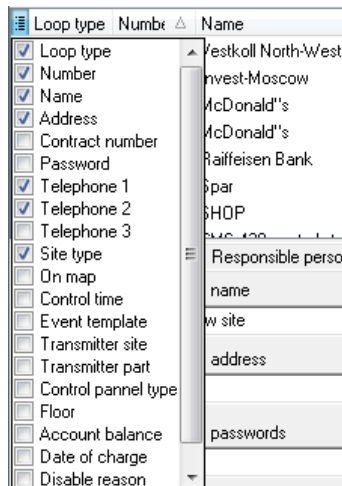 Loop type Numbe Name
Loop type
Number
Name
Address
Contract number
Password
Telephone 1
Telephone 2
Telephone 3
Site type
On map
Control time
Event template
Transmitter site
Transmitter part
Control pannel type
Floor
Account balance
Date of charge
Disable reason
estkoll North-West
nvest-Moscow
McDonald"s
McDonald"s
Raiffeisen Bank
Spar
SHOP
Responsible perso
name
w site
address
passwords